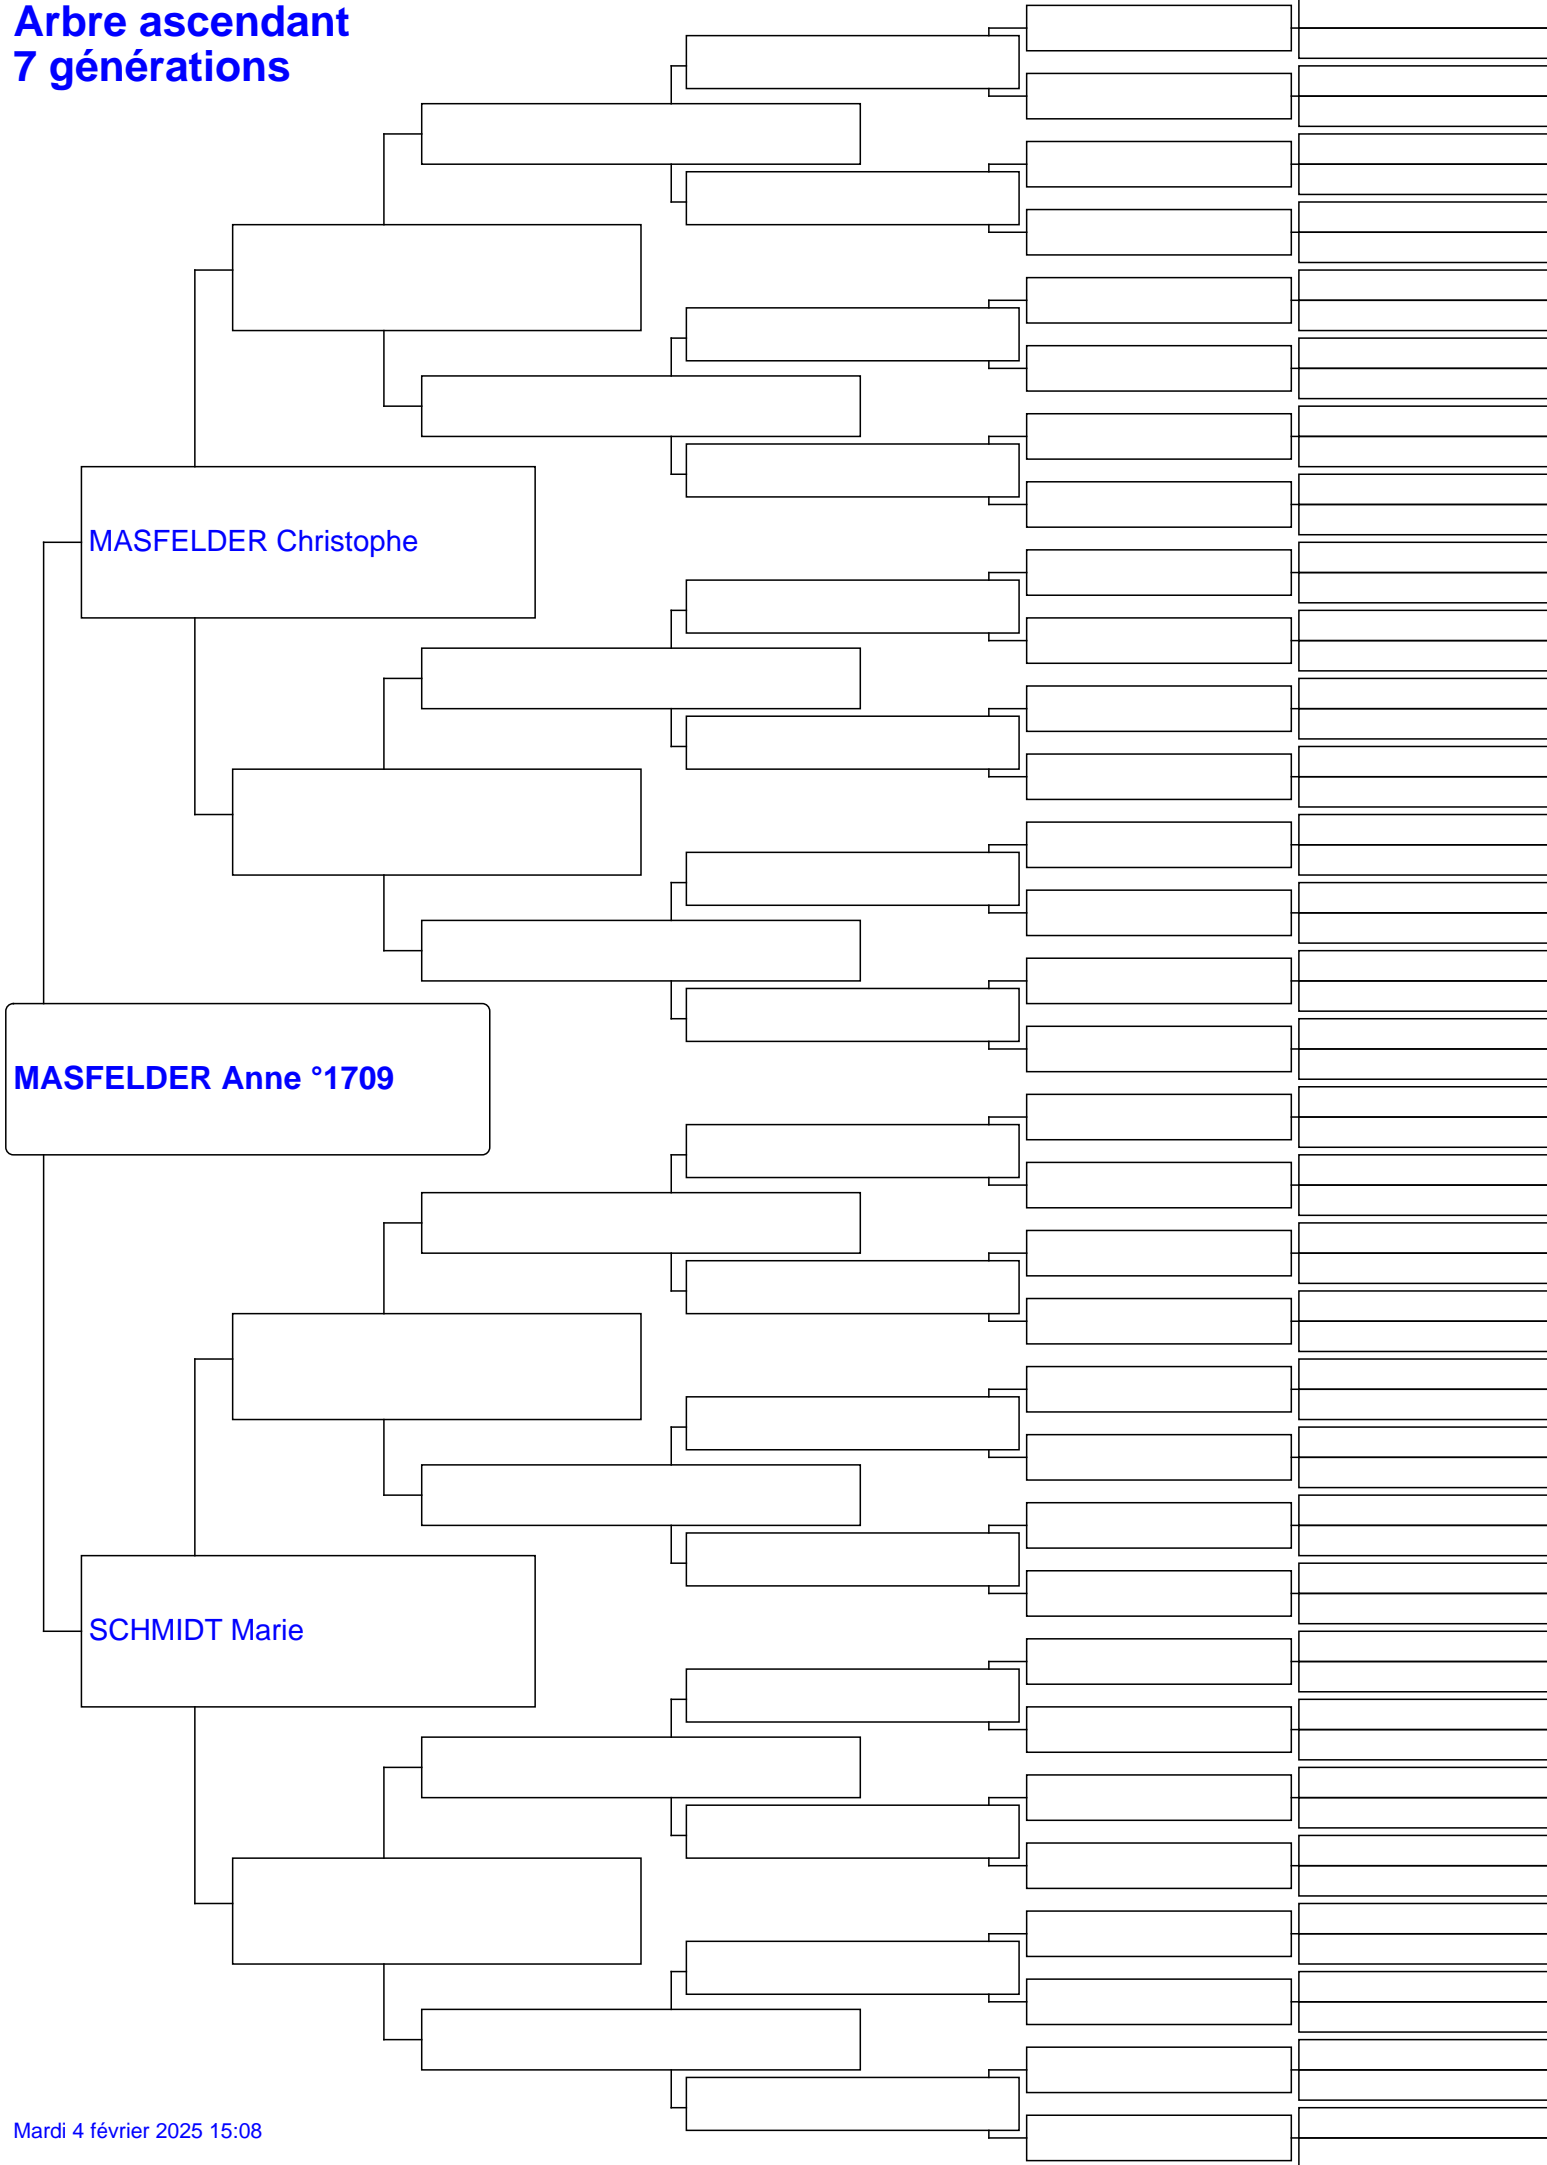 Arbre ascendant
7 générations
MASFELDER Christophe
MASFELDER Anne °1709
SCHMIDT Marie
Mardi 4 février 2025 15:08